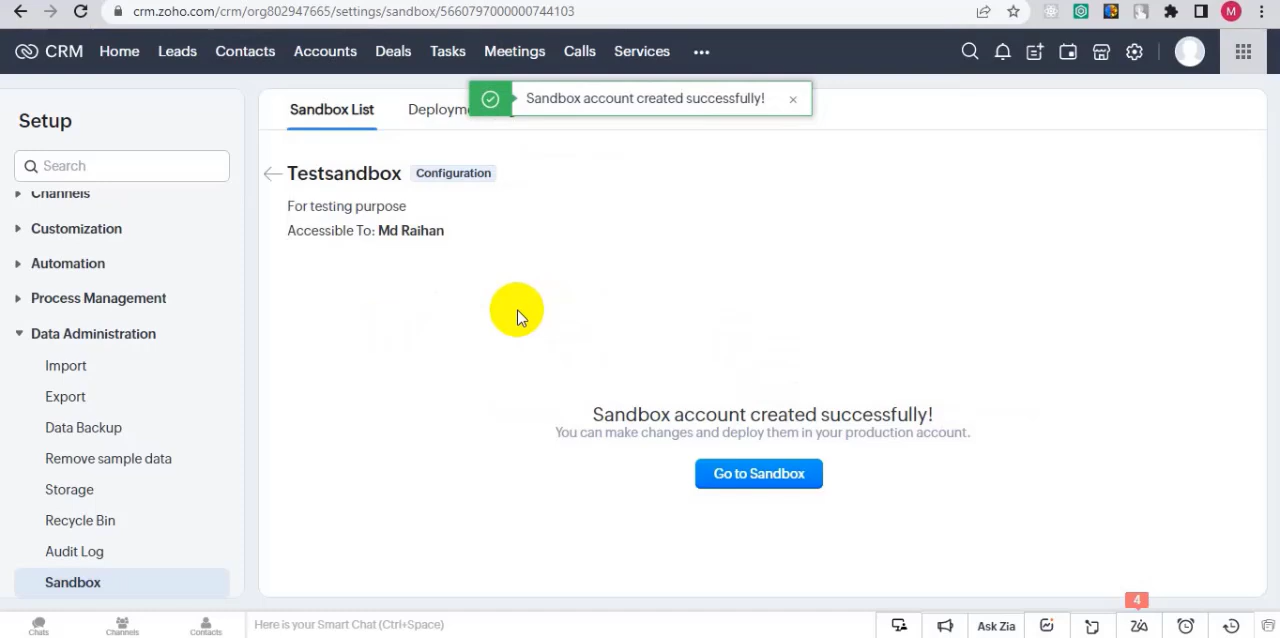 crm.zoho.com/crm/org802947665/settings/sandbox/5660797000000744103
M
CRM Home Leads Contacts Accounts Deals Tasks Meetings Calls Services •••
Sandbox account created successfully! ×
Setup
Search
Channels
Customization
Automation
Process Management
Data Administration
Import
Export
Data Backup
Remove sample data
Storage
Recycle Bin
Audit Log
Sandbox
Sandbox List
Testsandbox Configuration
For testing purpose
Accessible To: Md Raihan
Sandbox account created successfully!
You can make changes and deploy them in your production account.
Go to Sandbox
Chats Channels Contacts
Here is your Smart Chat (Ctrl+Space)
Ask Zia
4